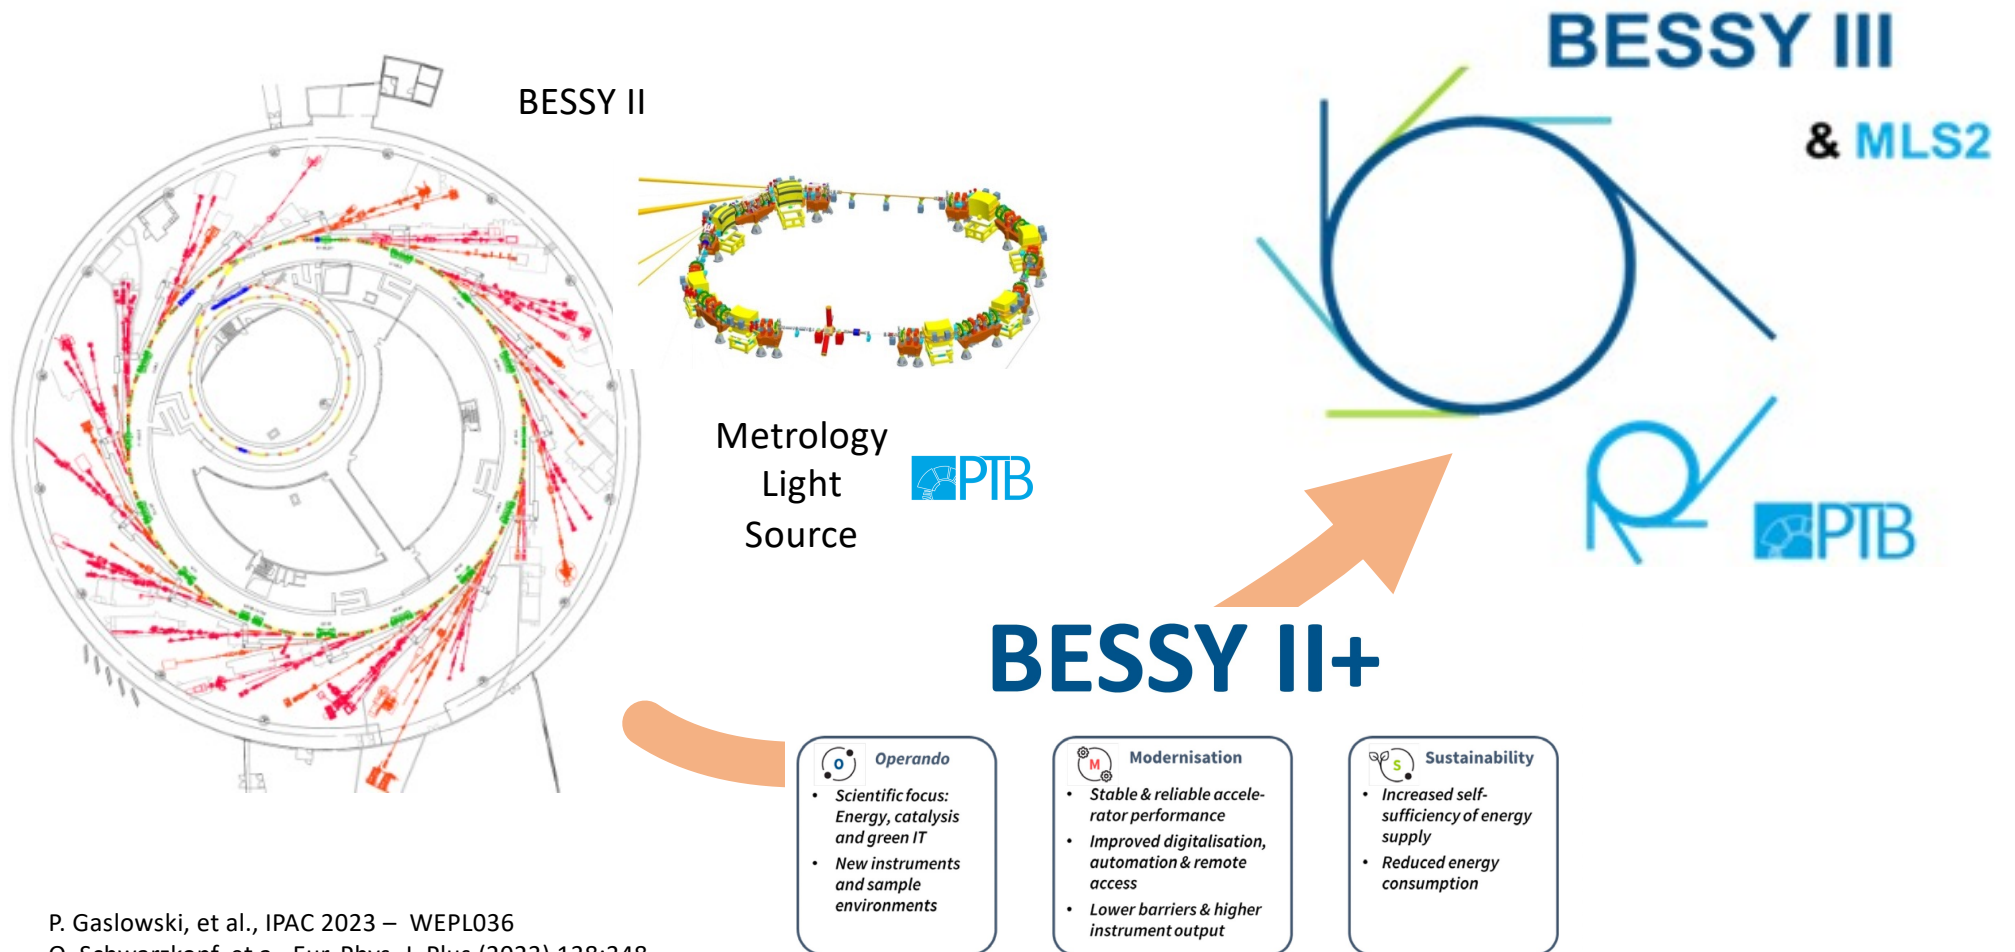 BESSY II
BESSY III
& MLS2
Metrology
Light
Source
PTB
PTB
BESSY II+
O
Operando
• Scientific focus:
Energy, catalysis
and green IT
• New instruments
and sample
environments
M
Modernisation
• Stable & reliable accele-
rator performance
• Improved digitalisation,
automation & remote
access
• Lower barriers & higher
instrument output
S
Sustainability
• Increased self-
sufficiency of energy
supply
• Reduced energy
consumption
P. Gaslowski, et al., IPAC 2023 – WEPL036